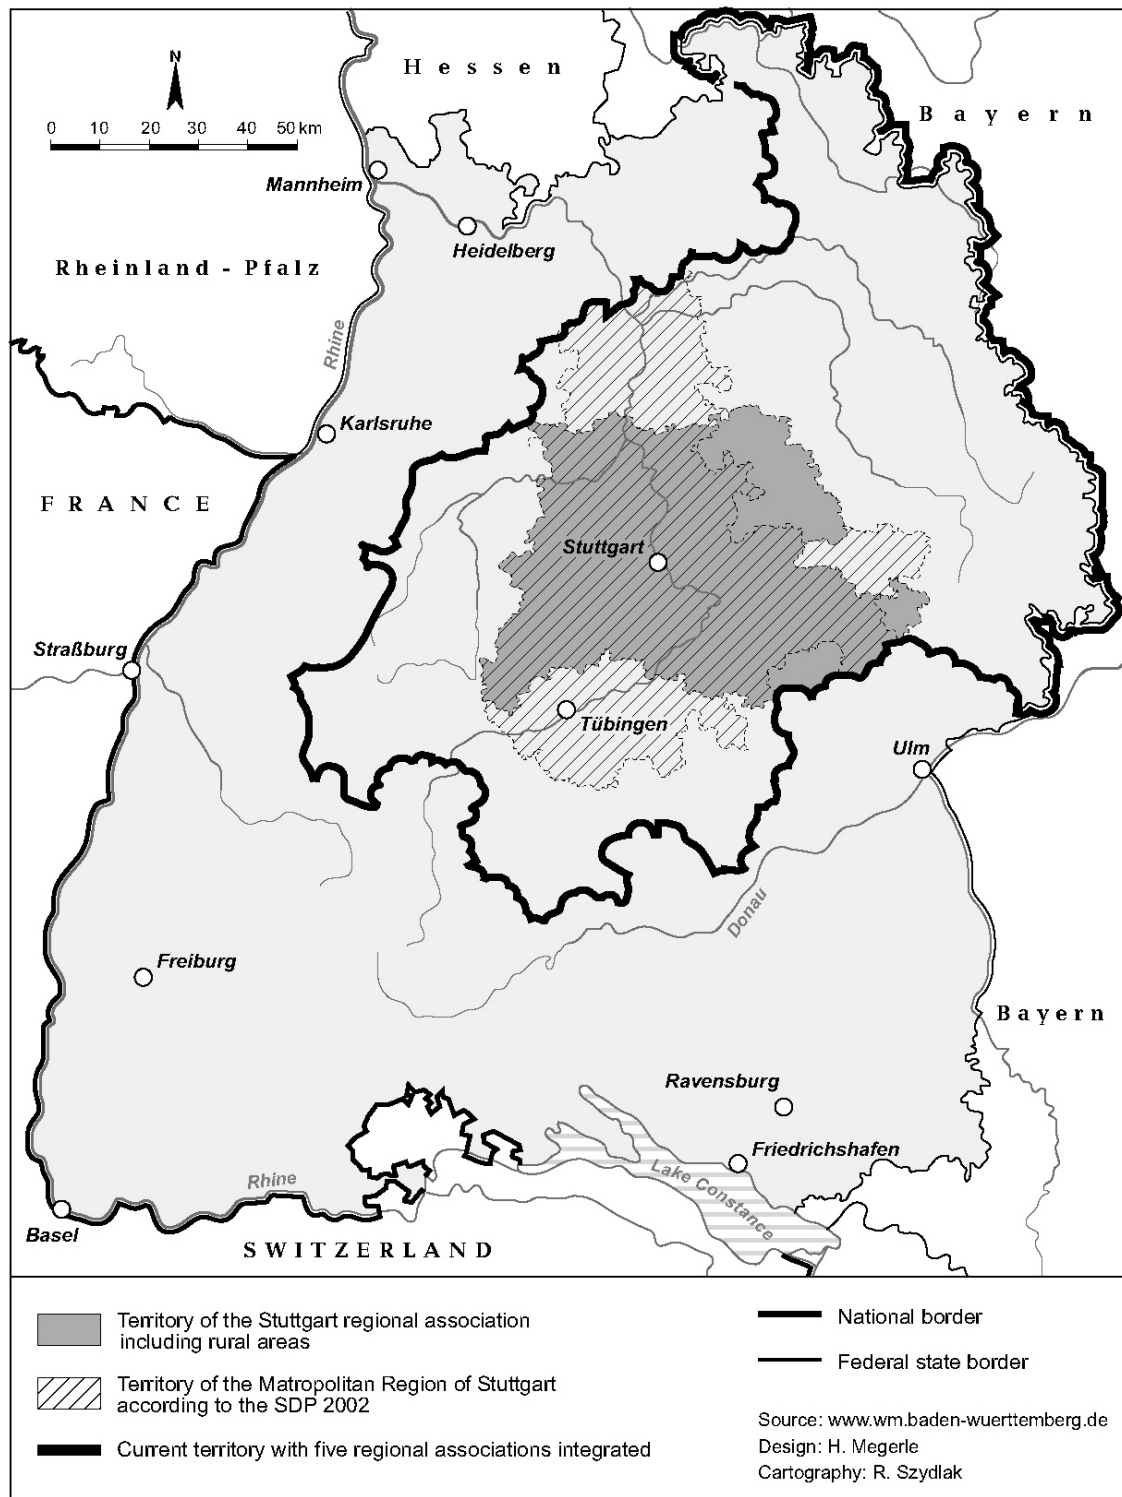 Hessen
N
Bayern
0 10 20 30 40 50 km
Mannheim
Heidelberg
Rheinland - Pfalz
Rhine
Karlsruhe
FRANCE
Stuttgart
Straßburg
Tübingen
Ulm
Donau
Freiburg
Bayern
Ravensburg
Friedrichshafen
Lake Constance
Rhine
Basel
SWITZERLAND
Territory of the Stuttgart regional association
including rural areas
Territory of the Matropolitan Region of Stuttgart
according to the SDP 2002
Current territory with five regional associations integrated
National border
Federal state border
Source: www.wm.baden-wuerttemberg.de
Design: H. Megerle
Cartography: R. Szydlak